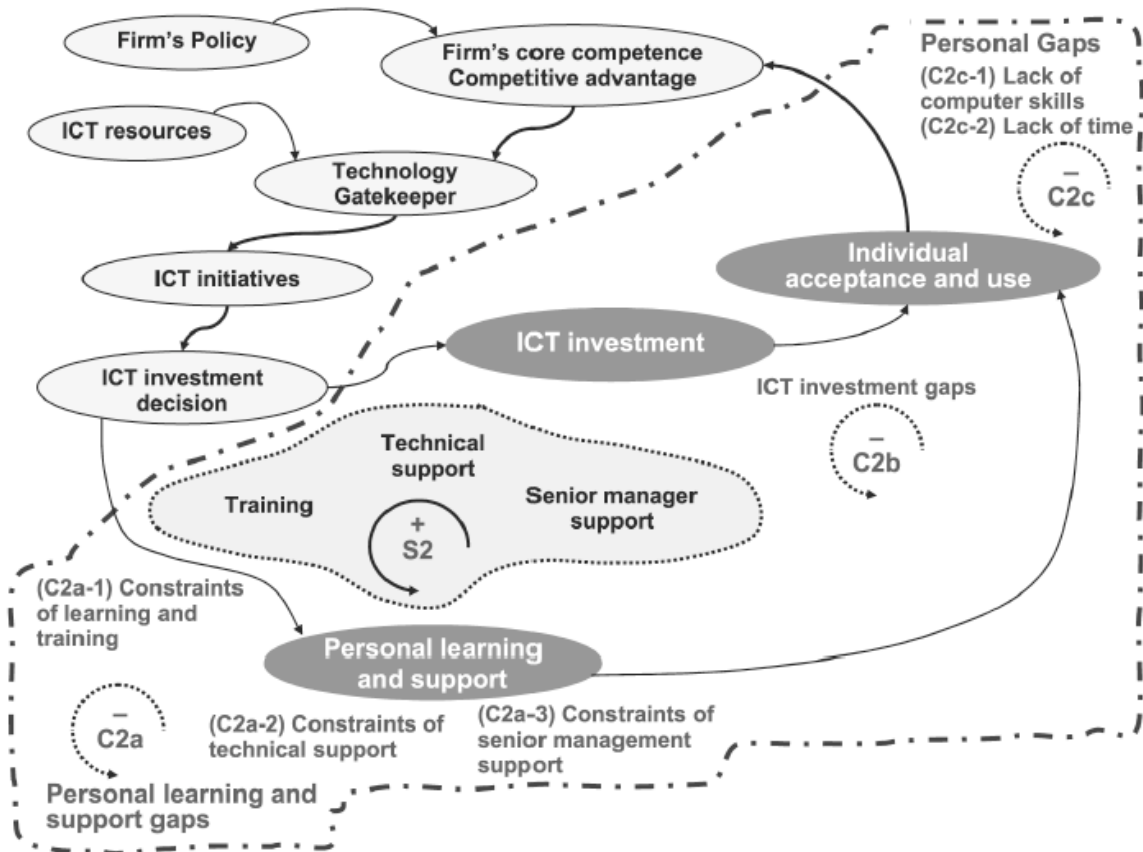 Firm's Policy
Firm's core competence
Competitive advantage
Personal Gaps
(C2c-1) Lack of
computer skills
(C2c-2) Lack of time
–
C2c
ICT resources
Technology
Gatekeeper
ICT initiatives
Individual
acceptance and use
ICT investment
ICT investment
decision
ICT investment gaps
–
C2b
Technical
support
Training
Senior manager
support
+
S2
(C2a-1) Constraints
of learning and
training
Personal learning
and support
–
C2a
(C2a-2) Constraints of
technical support
(C2a-3) Constraints of
senior management
support
Personal learning and
support gaps